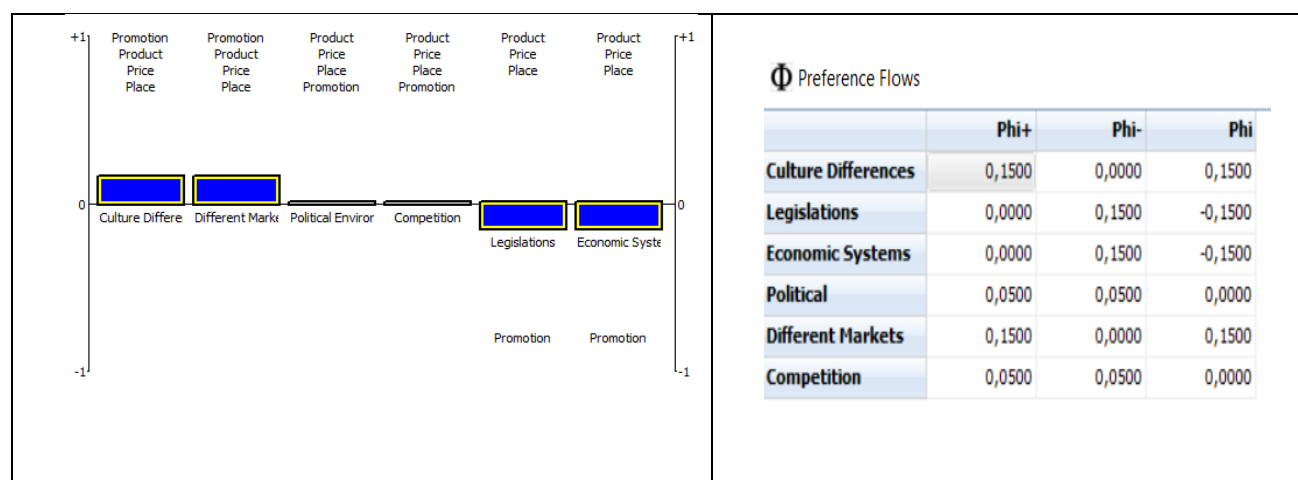 +1 Promotion Promotion Product Product Product Product +1
Product Product Price Price Price Price
Price Price Place Place Place Place
Place Place Promotion Promotion
0 0
Culture Differe Different Marke Political Enviror Competition
Legislations Economic Syste
Promotion Promotion
-1 -1
Φ Preference Flows
Phi+ Phi- Phi
Culture Differences 0,1500 0,0000 0,1500
Legislations 0,0000 0,1500 -0,1500
Economic Systems 0,0000 0,1500 -0,1500
Political 0,0500 0,0500 0,0000
Different Markets 0,1500 0,0000 0,1500
Competition 0,0500 0,0500 0,0000